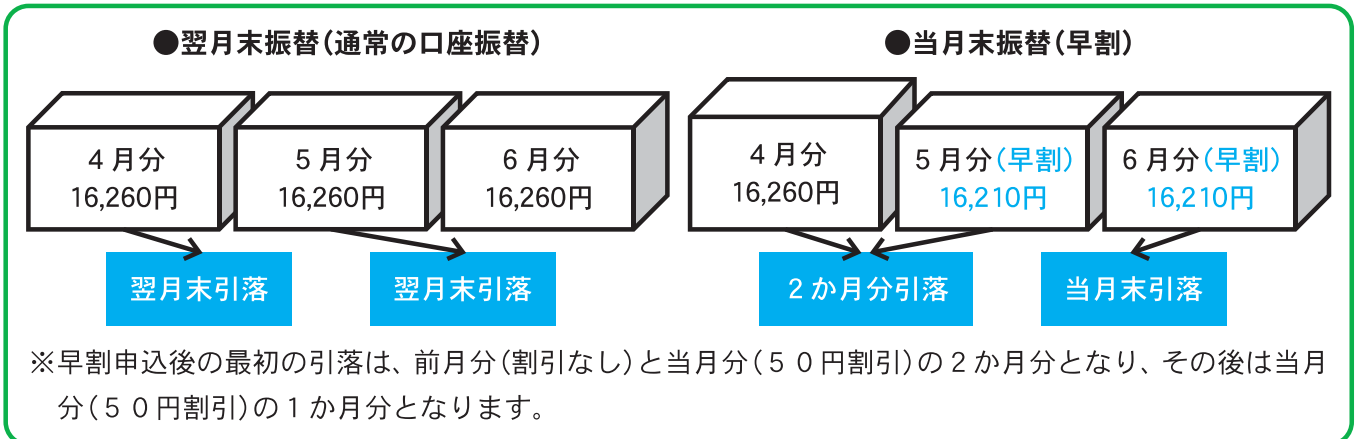 ●翌月末振替(通常の口座振替)
4月分
16,260円
5月分
16,260円
6月分
16,260円
翌月末引落
翌月末引落
●当月末振替(早割)
4月分
16,260円
5月分(早割)
16,210円
6月分(早割)
16,210円
2か月分引落
当月末引落
※早割申込後の最初の引落は、前月分(割引なし)と当月分(50円割引)の2か月分となり、その後は当月
分(50円割引)の1か月分となります。